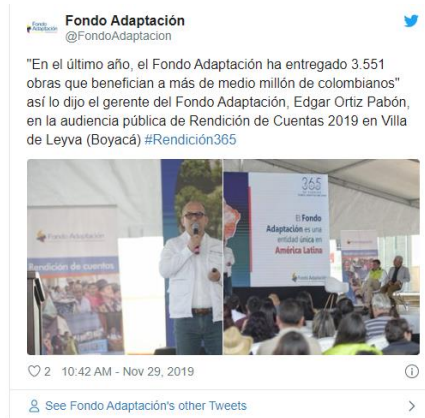 Fondo Adaptación
@FondoAdaptacion
"En el último año, el Fondo Adaptación ha entregado 3.551
obras que benefician a más de medio millón de colombianos"
así lo dijo el gerente del Fondo Adaptación, Edgar Ortiz Pabón,
en la audiencia pública de Rendición de Cuentas 2019 en Villa
de Leyva (Boyacá) #Rendición365
Fondo Adaptación
Rendición de cuentas
365
El Fondo
Adaptación es una
entidad única en
América Latina
Fondo Adaptación
2 10:42 AM - Nov 29, 2019
See Fondo Adaptación's other Tweets